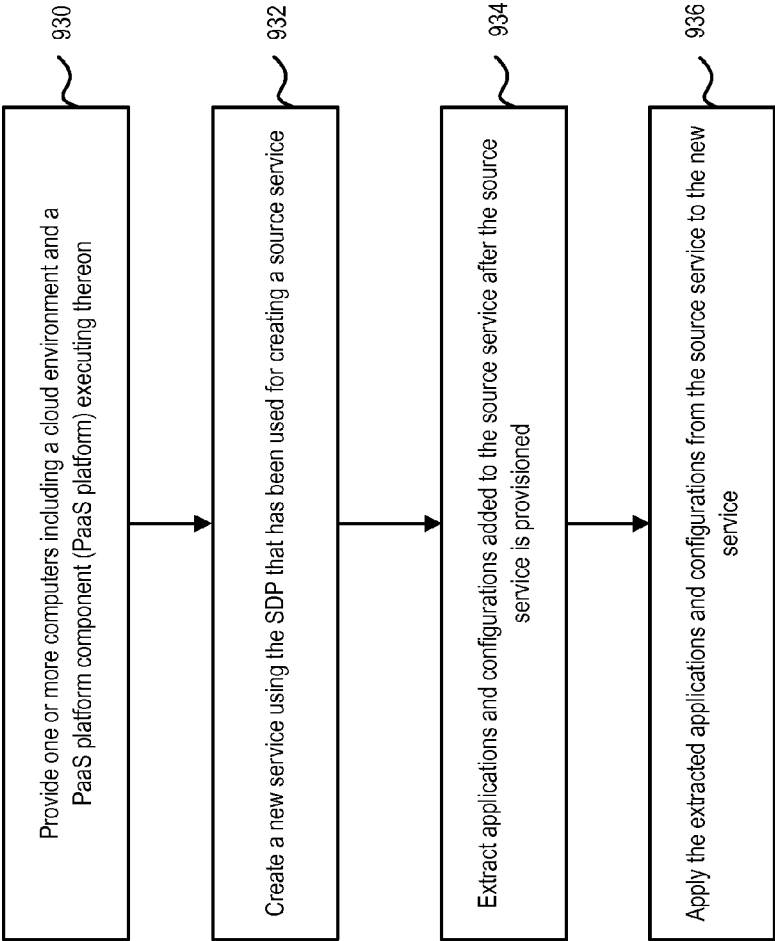 Provide one or more computers including a cloud environment and a
PaaS platform component (PaaS platform) executing thereon
930
Create a new service using the SDP that has been used for creating a source service
932
Extract applications and configurations added to the source service after the source
service is provisioned
934
Apply the extracted applications and configurations from the source service to the new
service
936